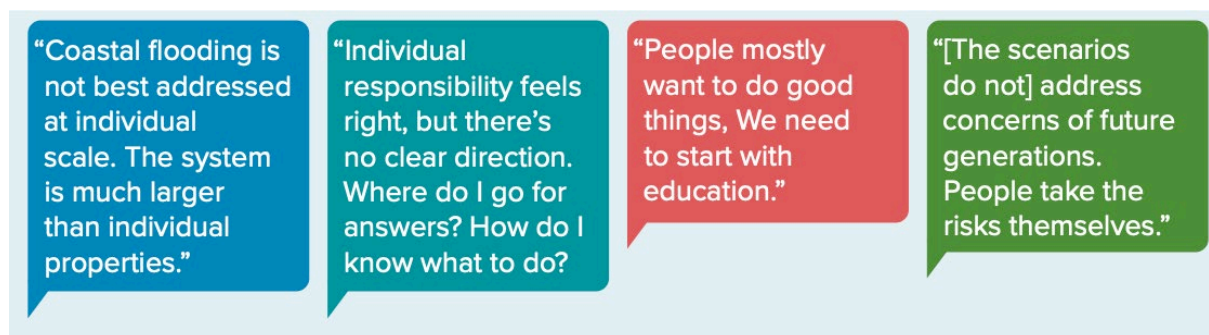 “Coastal flooding is
not best addressed
at individual
scale. The system
is much larger
than individual
properties.”
“Individual
responsibility feels
right, but there’s
no clear direction.
Where do I go for
answers? How do I
know what to do?
“People mostly
want to do good
things, We need
to start with
education.”
“[The scenarios
do not] address
concerns of future
generations.
People take the
risks themselves.”